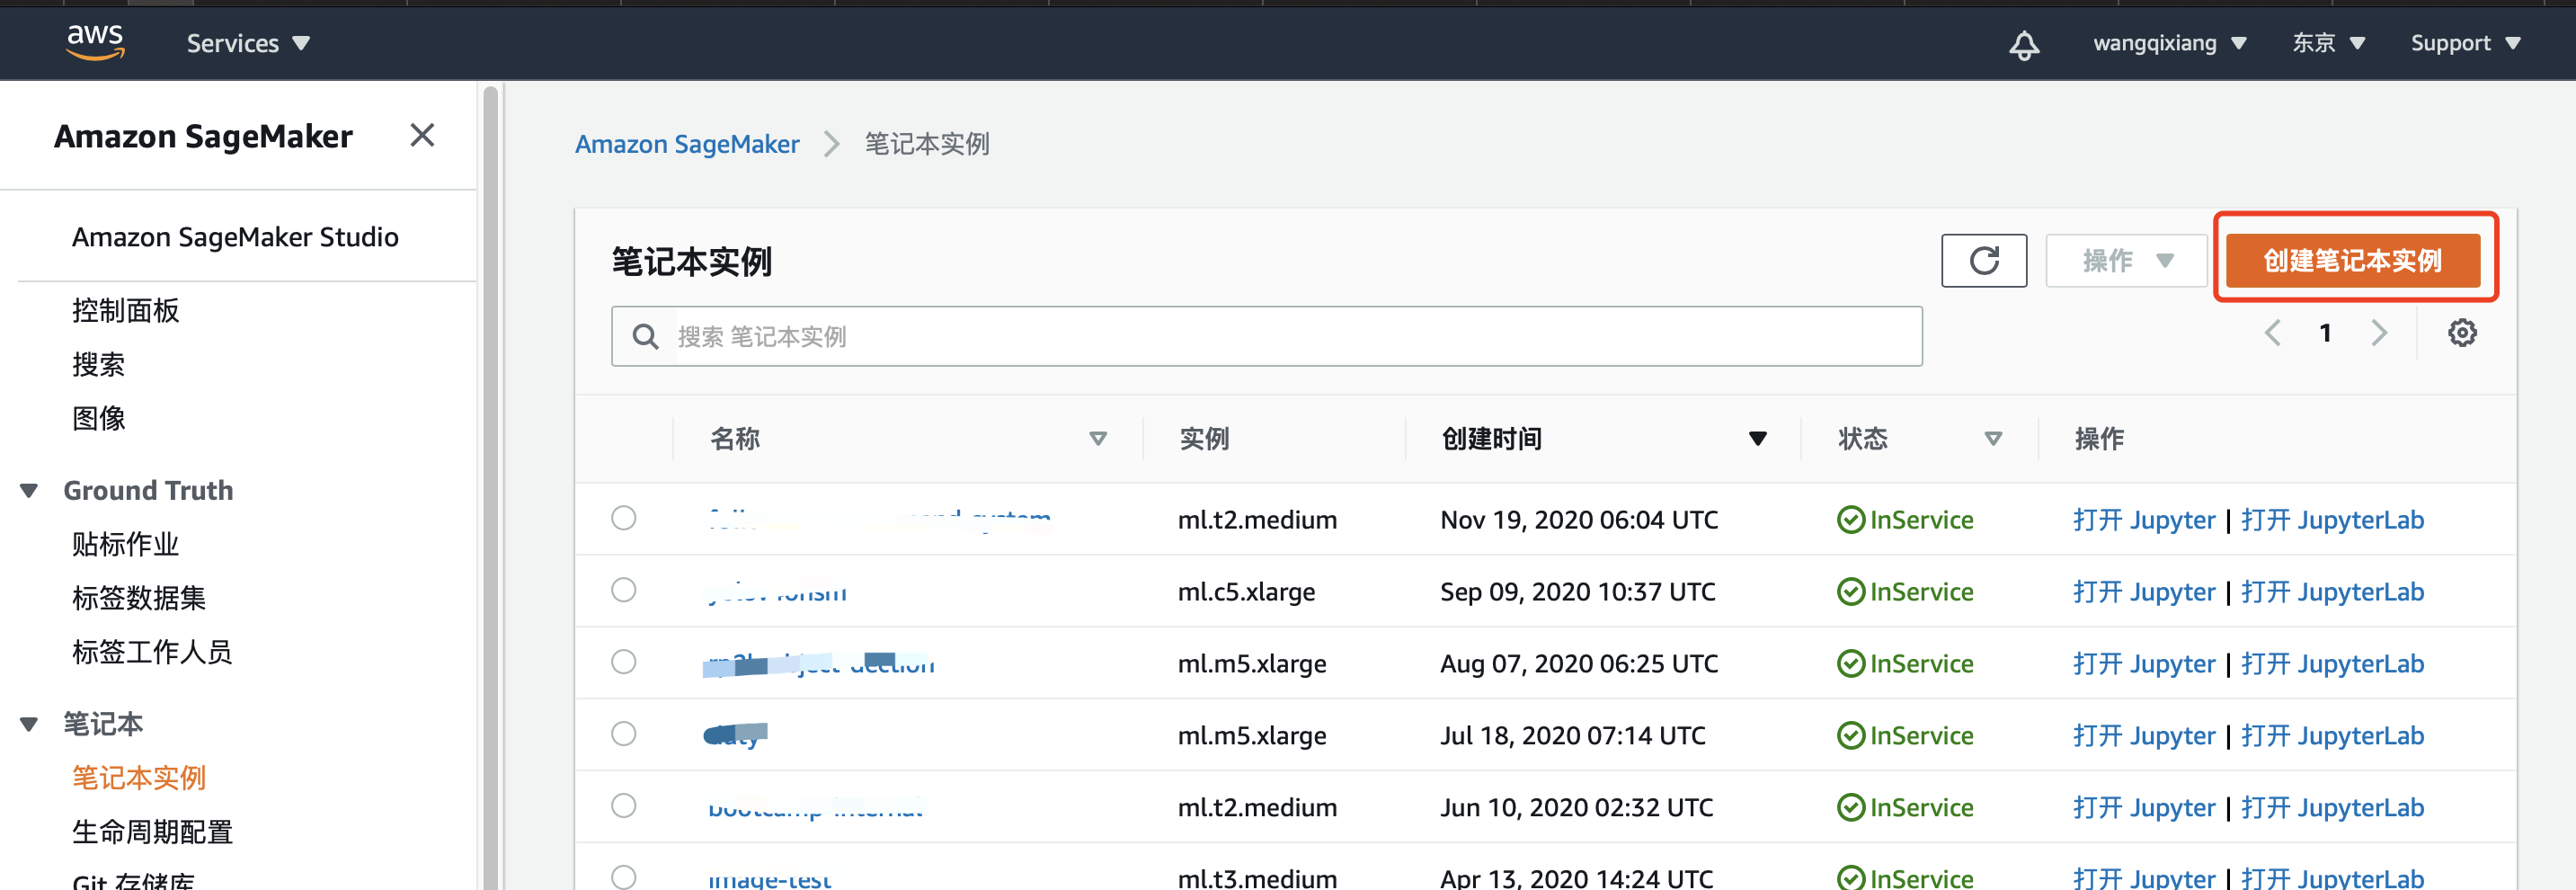 aws Services wangqixiang 东京 Support
Amazon SageMaker
Amazon SageMaker Studio
控制面板
搜索
图像
Ground Truth
贴标作业
标签数据集
标签工作人员
笔记本
笔记本实例
生命周期配置
Git 存储库
Amazon SageMaker 笔记本实例
笔记本实例 操作 创建笔记本实例
搜索 笔记本实例 1
名称 实例 创建时间 状态 操作
ml.t2.medium Nov 19, 2020 06:04 UTC InService 打开 Jupyter | 打开 JupyterLab
ml.c5.xlarge Sep 09, 2020 10:37 UTC InService 打开 Jupyter | 打开 JupyterLab
ml.m5.xlarge Aug 07, 2020 06:25 UTC InService 打开 Jupyter | 打开 JupyterLab
ml.m5.xlarge Jul 18, 2020 07:14 UTC InService 打开 Jupyter | 打开 JupyterLab
ml.t2.medium Jun 10, 2020 02:32 UTC InService 打开 Jupyter | 打开 JupyterLab
image-test ml.t3.medium Apr 13, 2020 14:24 UTC InService 打开 Jupyter | 打开 JupyterLab